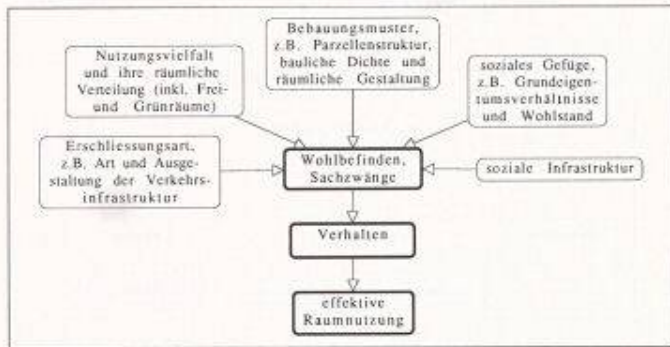 Nutzungsvielfalt
und ihre räumliche
Verteilung (inkl. Frei-
und Grünräume)
Bebauungsmuster,
z.B. Parzellenstruktur,
bauliche Dichte und
räumliche Gestaltung
soziales Gefüge,
z.B. Grundeigen-
tumsverhältnisse
und Wohlstand
Erschliessungsart,
z.B. Art und Ausge-
staltung der Verkehrs-
infrastruktur
Wohlbefinden,
Sachzwänge
soziale Infrastruktur
Verhalten
effektive
Raumnutzung